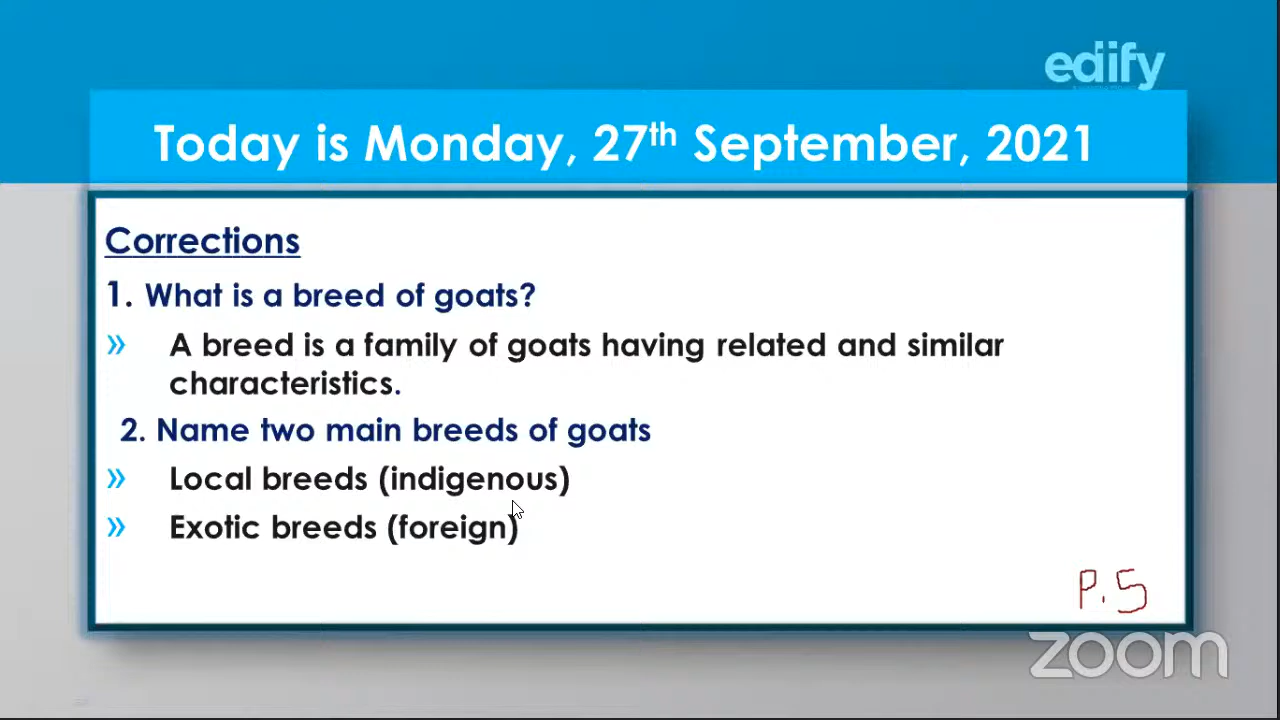 edify
Today is Monday, 27th September, 2021
Corrections
1. What is a breed of goats?
» A breed is a family of goats having related and similar
characteristics.
2. Name two main breeds of goats
» Local breeds (indigenous)
» Exotic breeds (foreign)
P.5
zoom